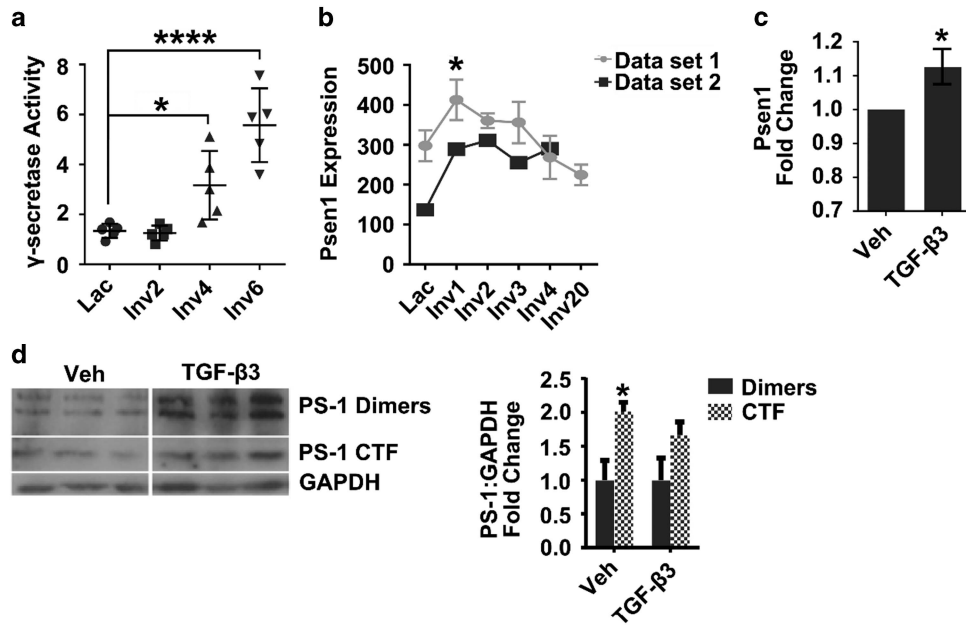 a
****
*
γ-secretase Activity
8
6
4
2
0
Lac
Inv2
Inv4
Inv6
b
*
Data set 1
Data set 2
Psen1 Expression
500
400
300
200
100
0
Lac
Inv1
Inv2
Inv3
Inv4
Inv20
c
*
Psen1
Fold Change
1.2
1.1
1.0
0.9
0.8
0.7
Veh
TGF-β3
d
Veh
TGF-β3
PS-1 Dimers
PS-1 CTF
GAPDH
*
Dimers
CTF
PS-1:GAPDH
Fold Change
2.5
2.0
1.5
1.0
0.5
0.0
Veh
TGF-β3